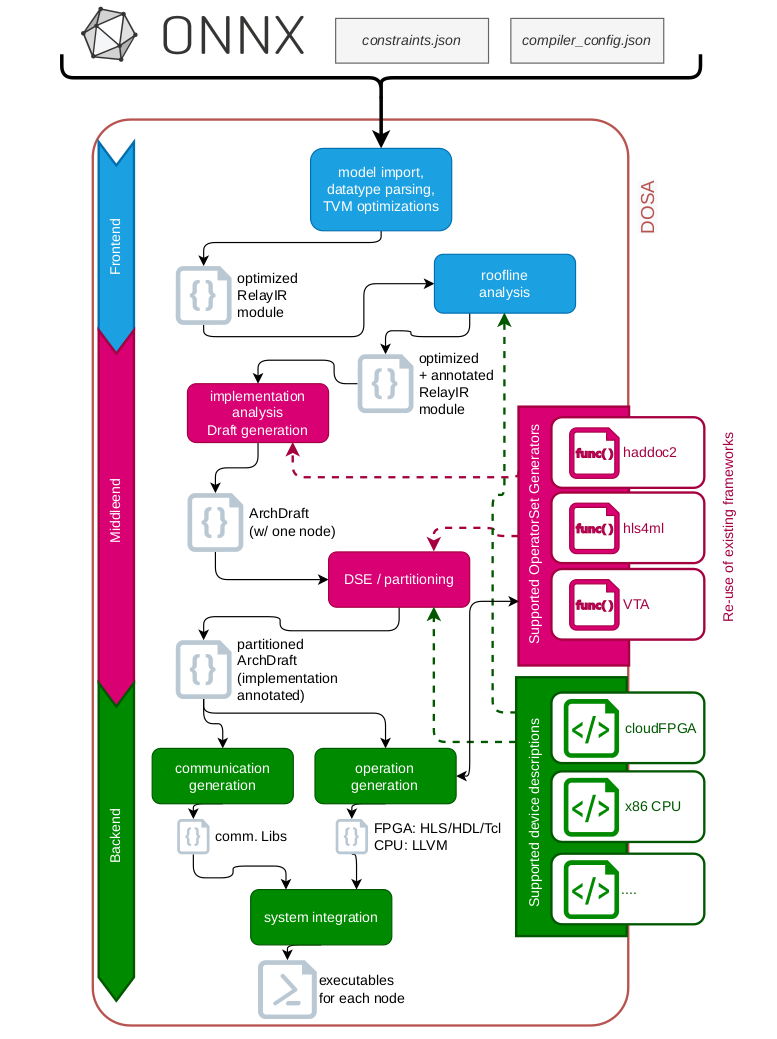 ONNX
constraints.json
compiler_config.json
DOSA
Frontend
model import,
datatype parsing,
TVM optimizations
{}
optimized
RelayIR
module
roofline
analysis
{}
optimized
+ annotated
RelayIR
module
Middleend
implementation
analysis
Draft generation
{}
ArchDraft
(w/ one node)
DSE / partitioning
Supported OperatorSet Generators
func()
haddoc2
func()
hls4ml
func()
VTA
Re-use of existing frameworks
{}
partitioned
ArchDraft
(implementation
annotated)
Backend
communication
generation
operation
generation
{}
comm. Libs
{}
FPGA: HLS/HDL/Tcl
CPU: LLVM
Supported device descriptions
</>
cloudFPGA
</>
x86 CPU
</>
....
system integration
executables
for each node